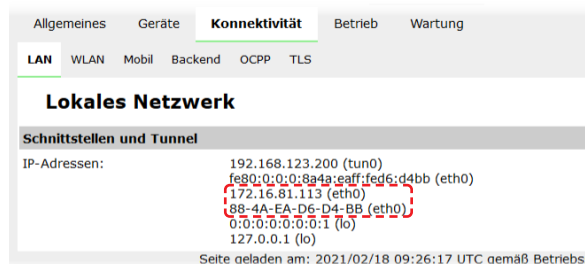 Allgemeines Geräte Konnektivität Betrieb Wartung
LAN WLAN Mobil Backend OCPP TLS
Lokales Netzwerk
Schnittstellen und Tunnel
IP-Adressen: 192.168.123.200 (tun0)
fe80:0:0:0:8a4a:eaff:fed6:d4bb (eth0)
172.16.81.113 (eth0)
88-4A-EA-D6-D4-BB (eth0)
0:0:0:0:0:0:0:1 (lo)
127.0.0.1 (lo)
Seite geladen am: 2021/02/18 09:26:17 UTC gemäß Betriebs